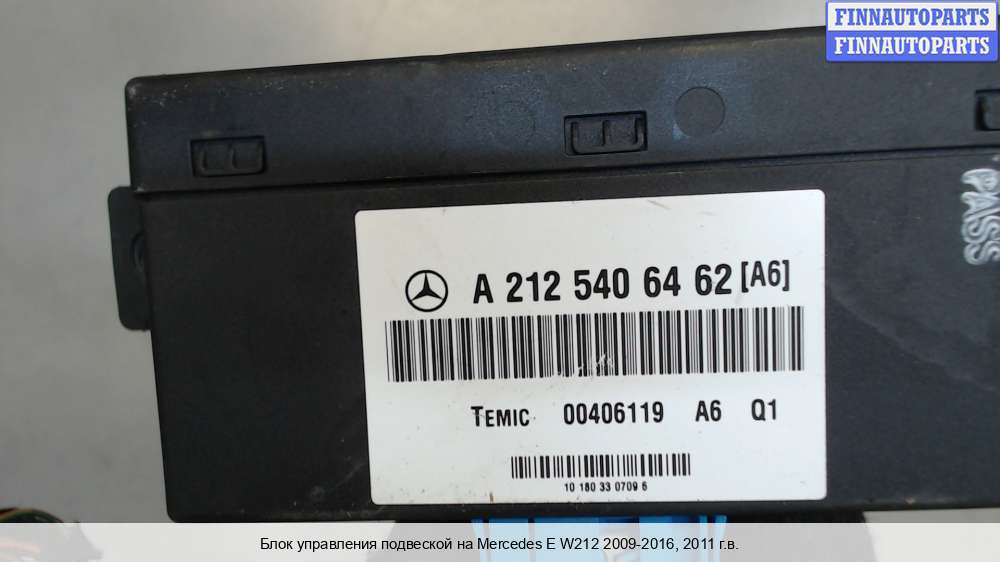 FINNAUTOPARTS
FINNAUTOPARTS
PASS
A 212 540 64 62 [A6]
TEMIC 00406119 A6 Q1
10 180 33 0709 6
Блок управления подвеской на Mercedes E W212 2009-2016, 2011 г.в.